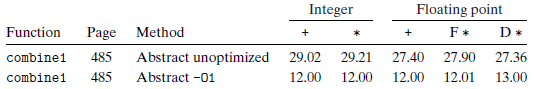 Integer Floating point
Function Page Method + * + F * D *
combine1 485 Abstract unoptimized 29.02 29.21 27.40 27.90 27.36
combine1 485 Abstract -O1 12.00 12.00 12.00 12.01 13.00